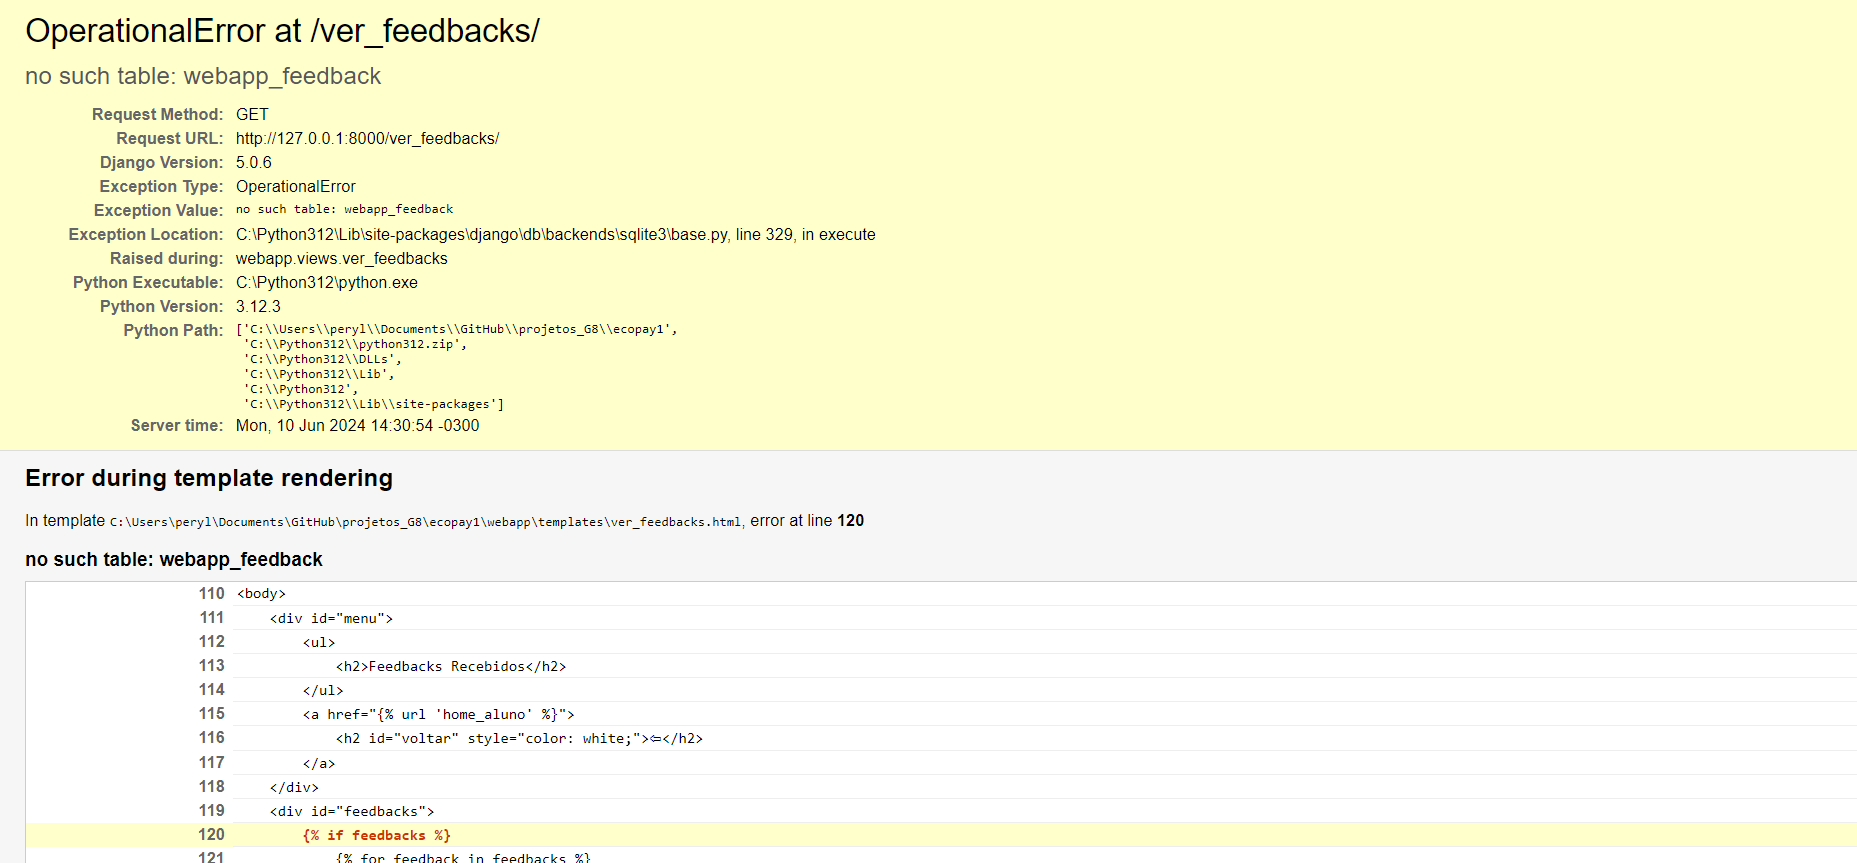 OperationalError at /ver_feedbacks/
no such table: webapp_feedback
Request Method: GET
Request URL: http://127.0.0.1:8000/ver_feedbacks/
Django Version: 5.0.6
Exception Type: OperationalError
Exception Value: no such table: webapp_feedback
Exception Location: C:\Python312\Lib\site-packages\django\db\backends\sqlite3\base.py, line 329, in execute
Raised during: webapp.views.ver_feedbacks
Python Executable: C:\Python312\python.exe
Python Version: 3.12.3
Python Path: ['C:\\Users\\peryl\\Documents\\GitHub\\projetos_G8\\ecopay1',
'C:\\Python312\\python312.zip',
'C:\\Python312\\DLLs',
'C:\\Python312\\Lib',
'C:\\Python312',
'C:\\Python312\\Lib\\site-packages']
Server time: Mon, 10 Jun 2024 14:30:54 -0300
Error during template rendering
In template C:\Users\peryl\Documents\GitHub\projetos_G8\ecopay1\webapp\templates\ver_feedbacks.html, error at line 120
no such table: webapp_feedback
110 <body>
111 <div id="menu">
112 <ul>
113 <h2>Feedbacks Recebidos</h2>
114 </ul>
115 <a href="{% url 'home_aluno' %}">
116 <h2 id="voltar" style="color: white;">⇦</h2>
117 </a>
118 </div>
119 <div id="feedbacks">
120 {% if feedbacks %}
121 {% for feedback in feedbacks %}